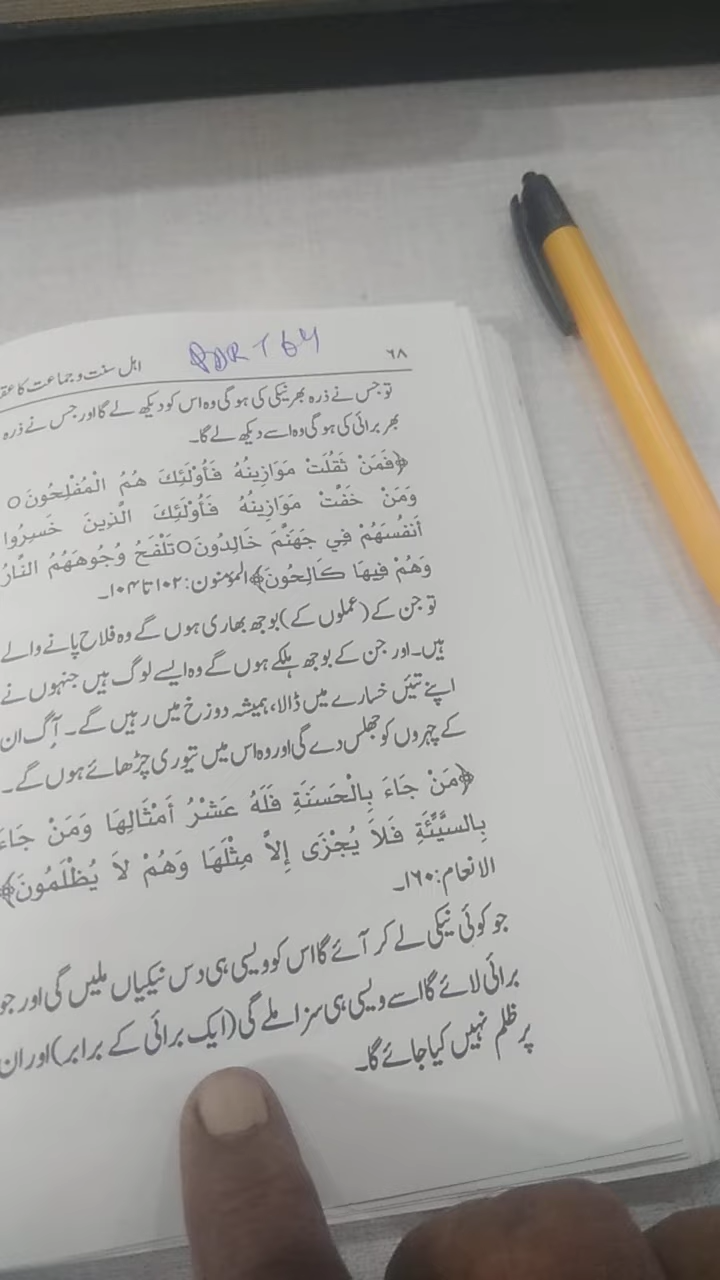 ۶۸ اہل سنت و جماعت کا
PDRT 64
تو جس نے ذرہ بھر نیکی کی ہوگی وہ اس کو دیکھ لے گا اور جس نے ذرہ
بھر برائی کی ہوگی وہ اسے دیکھ لے گا۔
﴿فَمَنْ ثَقُلَتْ مَوَازِينُهُ فَأُوْلَئِكَ هُمُ الْمُفْلِحُونَ○
وَمَنْ خَفَّتْ مَوَازِينُهُ فَأُوْلَئِكَ الَّذِينَ خَسِرُوا
أَنفُسَهُمْ فِي جَهَنَّمَ خَالِدُونَ○تَلْفَحُ وُجُوهَهُمُ النَّارُ
وَهُمْ فِيهَا كَالِحُونَ﴾المؤمنون:۱۰۲ تا ۱۰۴۔
تو جن کے (عملوں کے) بوجھ بھاری ہوں گے وہ فلاح پانے والے
ہیں۔ اور جن کے بوجھ ہلکے ہوں گے وہ ایسے لوگ ہیں جنہوں نے
اپنے تئیں خسارے میں ڈالا، ہمیشہ دوزخ میں رہیں گے۔ آگ ان
کے چہروں کو جھلس دے گی اور وہ اس میں تیوری چڑھائے ہوں گے۔
﴿مَنْ جَاءَ بِالْحَسَنَةِ فَلَهُ عَشْرُ أَمْثَالِهَا وَمَنْ جَاءَ
بِالسَّيِّئَةِ فَلاَ يُجْزَى إِلاَّ مِثْلَهَا وَهُمْ لاَ يُظْلَمُونَ﴾
الانعام:۱۶۰۔
جو کوئی نیکی لے کر آئے گا اس کو ویسی ہی دس نیکیاں ملیں گی اور جو
برائی لائے گا اسے ویسی ہی سزا ملے گی (ایک برائی کے برابر) اور ان
پر ظلم نہیں کیا جائے گا۔